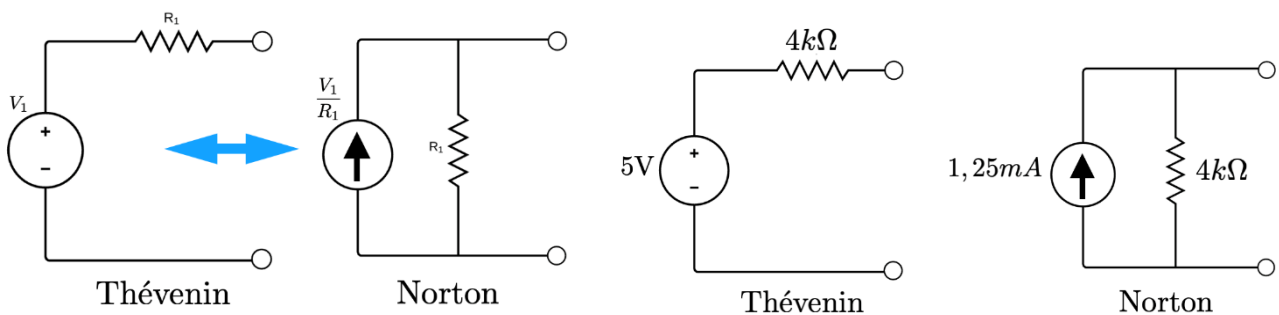 R₁
V₁
+
−
Thévenin
V₁/R₁
R₁
Norton
4kΩ
5V
+
−
Thévenin
1,25mA
4kΩ
Norton